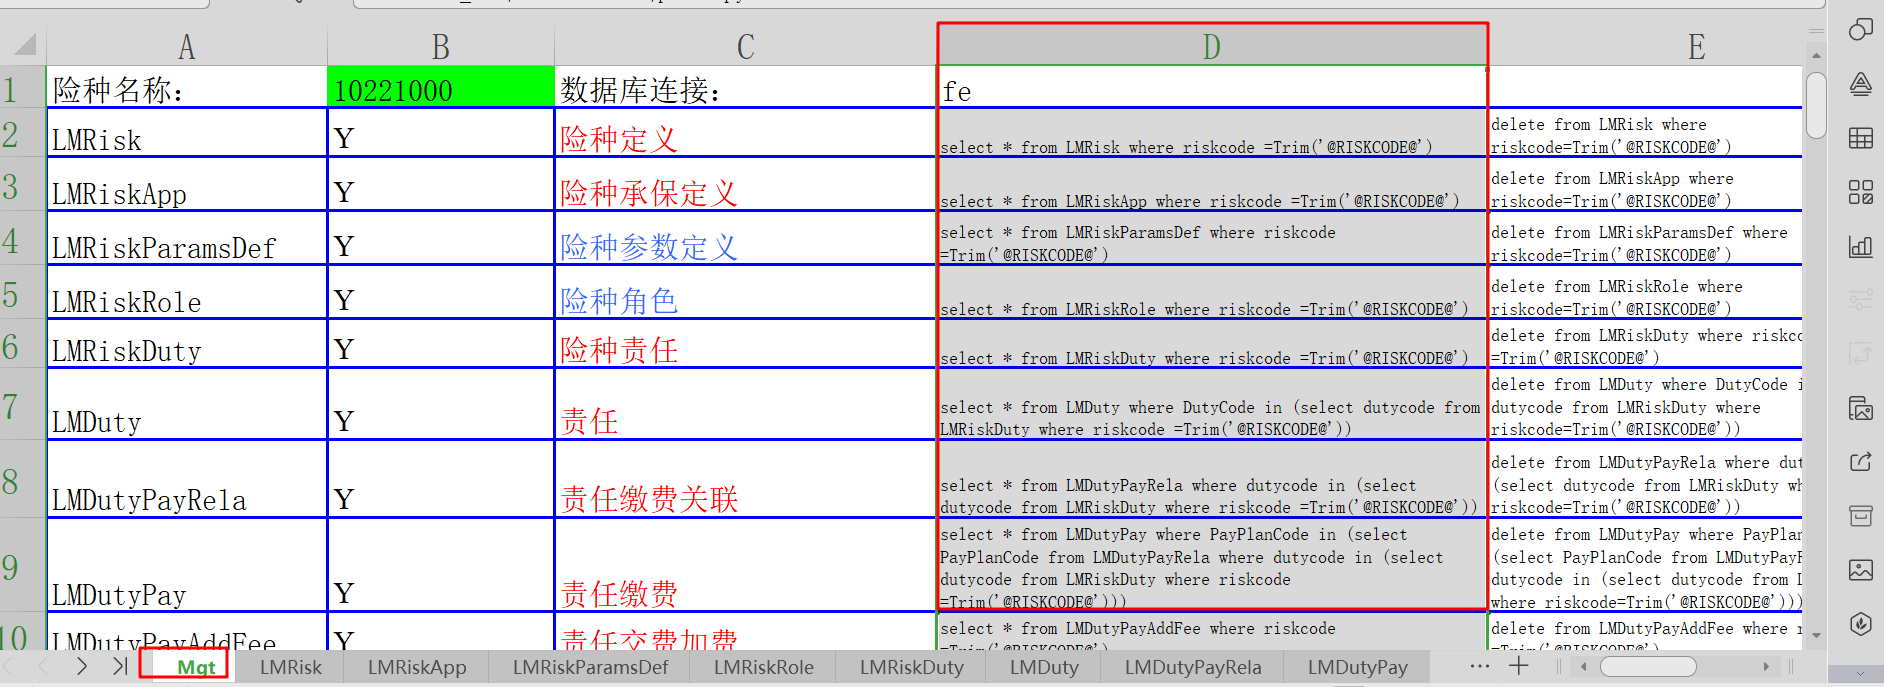 A B C D E
1 险种名称： 10221000 数据库连接： fe
2 LMRisk Y 险种定义 select * from LMRisk where riskcode =Trim('@RISKCODE@')
delete from LMRisk where
riskcode=Trim('@RISKCODE@')
3 LMRiskApp Y 险种承保定义 select * from LMRiskApp where riskcode =Trim('@RISKCODE@')
delete from LMRiskApp where
riskcode=Trim('@RISKCODE@')
4 LMRiskParamsDef Y 险种参数定义
select * from LMRiskParamsDef where riskcode
=Trim('@RISKCODE@')
delete from LMRiskParamsDef where
riskcode=Trim('@RISKCODE@')
5 LMRiskRole Y 险种角色 select * from LMRiskRole where riskcode =Trim('@RISKCODE@')
delete from LMRiskRole where
riskcode=Trim('@RISKCODE@')
6 LMRiskDuty Y 险种责任 select * from LMRiskDuty where riskcode =Trim('@RISKCODE@')
delete from LMRiskDuty where
=Trim('@RISKCODE@')
7 LMDuty Y 责任
select * from LMDuty where DutyCode in (select dutycode from
LMRiskDuty where riskcode =Trim('@RISKCODE@'))
delete from LMDuty where DutyCode
dutycode from LMRiskDuty where
riskcode=Trim('@RISKCODE@'))
8 LMDutyPayRela Y 责任缴费关联
select * from LMDutyPayRela where dutycode in (select
dutycode from LMRiskDuty where riskcode =Trim('@RISKCODE@'))
delete from LMDutyPayRela where
(select dutycode from LMRiskDuty
riskcode=Trim('@RISKCODE@'))
9 LMDutyPay Y 责任缴费
select * from LMDutyPay where PayPlanCode in (select
PayPlanCode from LMDutyPayRela where dutycode in (select
dutycode from LMRiskDuty where riskcode
=Trim('@RISKCODE@')))
delete from LMDutyPay where
(select PayPlanCode from
dutycode in (select dutycode from
where riskcode=Trim('@RISKCODE@')))
10 LMDutyPayAddFee Y 责任交费加费
select * from LMDutyPayAddFee where riskcode
delete from LMDutyPayAddFee where
Mgt LMRisk LMRiskApp LMRiskParamsDef LMRiskRole LMRiskDuty LMDuty LMDutyPayRela LMDutyPay ...